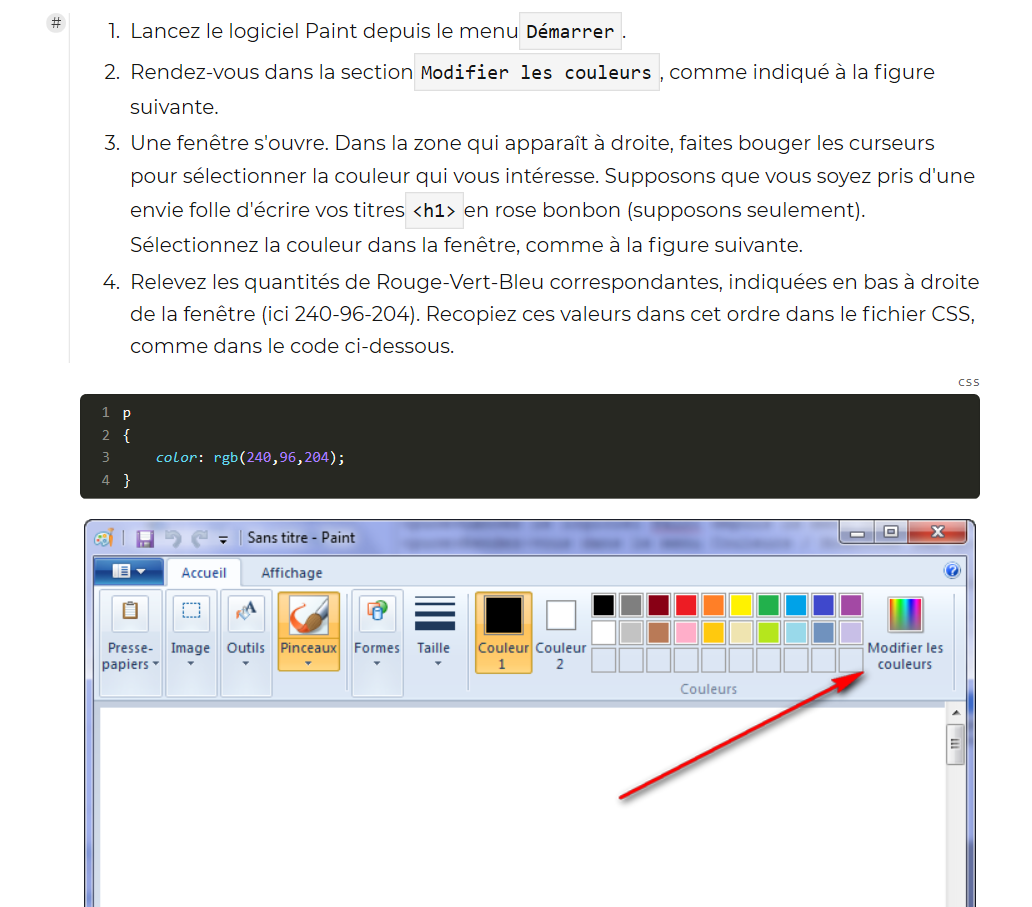 #
1. Lancez le logiciel Paint depuis le menu Démarrer .
2. Rendez-vous dans la section Modifier les couleurs , comme indiqué à la figure
suivante.
3. Une fenêtre s'ouvre. Dans la zone qui apparaît à droite, faites bouger les curseurs
pour sélectionner la couleur qui vous intéresse. Supposons que vous soyez pris d'une
envie folle d'écrire vos titres <h1> en rose bonbon (supposons seulement).
Sélectionnez la couleur dans la fenêtre, comme à la figure suivante.
4. Relevez les quantités de Rouge-Vert-Bleu correspondantes, indiquées en bas à droite
de la fenêtre (ici 240-96-204). Recopiez ces valeurs dans cet ordre dans le fichier CSS,
comme dans le code ci-dessous.
css
1 p
2 {
3 color: rgb(240,96,204);
4 }
Sans titre - Paint
Accueil Affichage
Presse-
papiers
Image
Outils
Pinceaux
Formes
Taille
Couleur
1
Couleur
2
Modifier les
couleurs
Couleurs